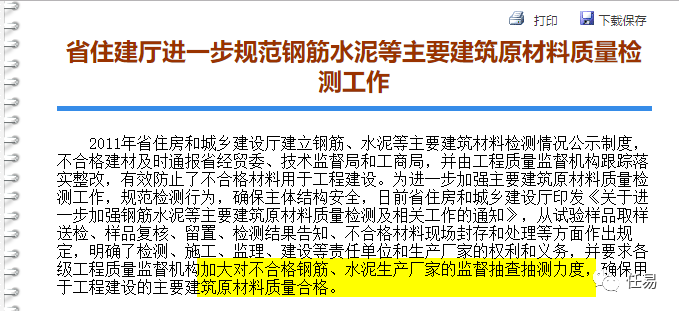 打印 下载保存
省住建厅进一步规范钢筋水泥等主要建筑原材料质量检
测工作
2011年省住房和城乡建设厅建立钢筋、水泥等主要建筑材料检测情况公示制度，
不合格建材及时通报省经贸委、技术监督局和工商局，并由工程质量监督机构跟踪落
实整改，有效防止了不合格材料用于工程建设。为进一步加强主要建筑原材料质量检
测工作，规范检测行为，确保主体结构安全，日前省住房和城乡建设厅印发《关于进
一步加强钢筋水泥等主要建筑原材料质量检测及相关工作的通知》，从试验样品取样
送检、样品复核、留置、检测结果告知、不合格材料现场封存和处理等方面作出规
定，明确了检测、施工、监理、建设等责任单位和生产厂家的权利和义务，并要求各
级工程质量监督机构加大对不合格钢筋、水泥生产厂家的监督抽查抽测力度，确保用
于工程建设的主要建筑原材料质量合格。
任易